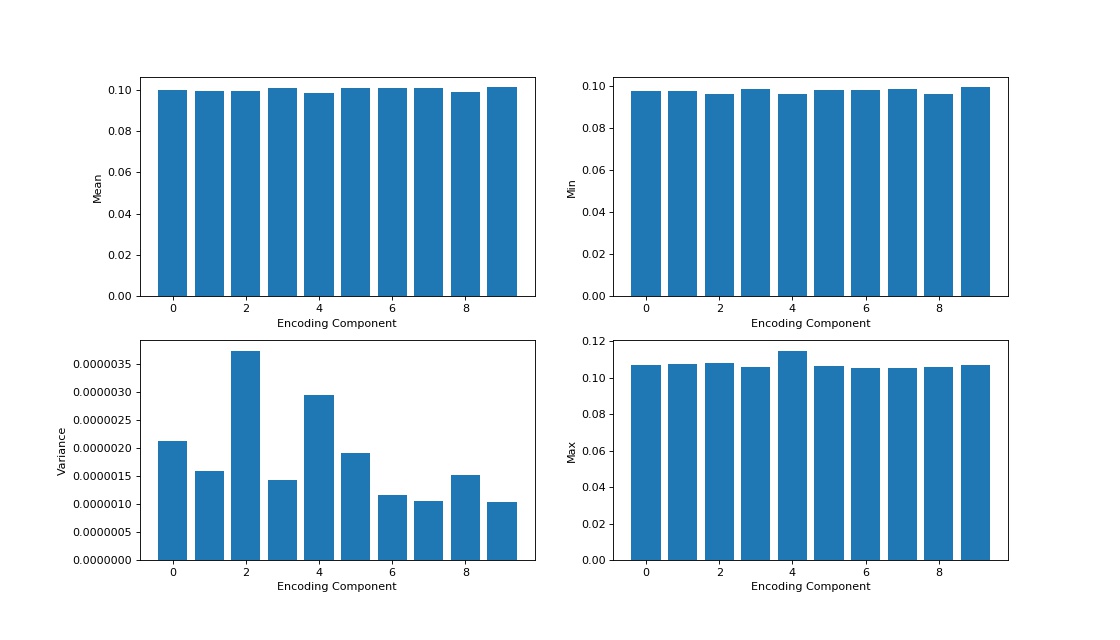 0.10
0.08
0.06
0.04
0.02
0.00
Mean
0 2 4 6 8
Encoding Component
0.10
0.08
0.06
0.04
0.02
0.00
Min
0 2 4 6 8
Encoding Component
0.0000035
0.0000030
0.0000025
0.0000020
0.0000015
0.0000010
0.0000005
0.0000000
Variance
0 2 4 6 8
Encoding Component
0.12
0.10
0.08
0.06
0.04
0.02
0.00
Max
0 2 4 6 8
Encoding Component